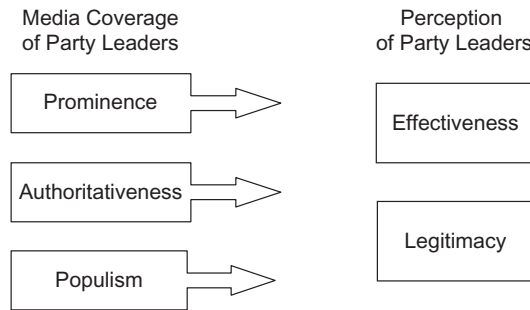 Media Coverage
of Party Leaders
Perception
of Party Leaders
Prominence
Effectiveness
Authoritativeness
Legitimacy
Populism